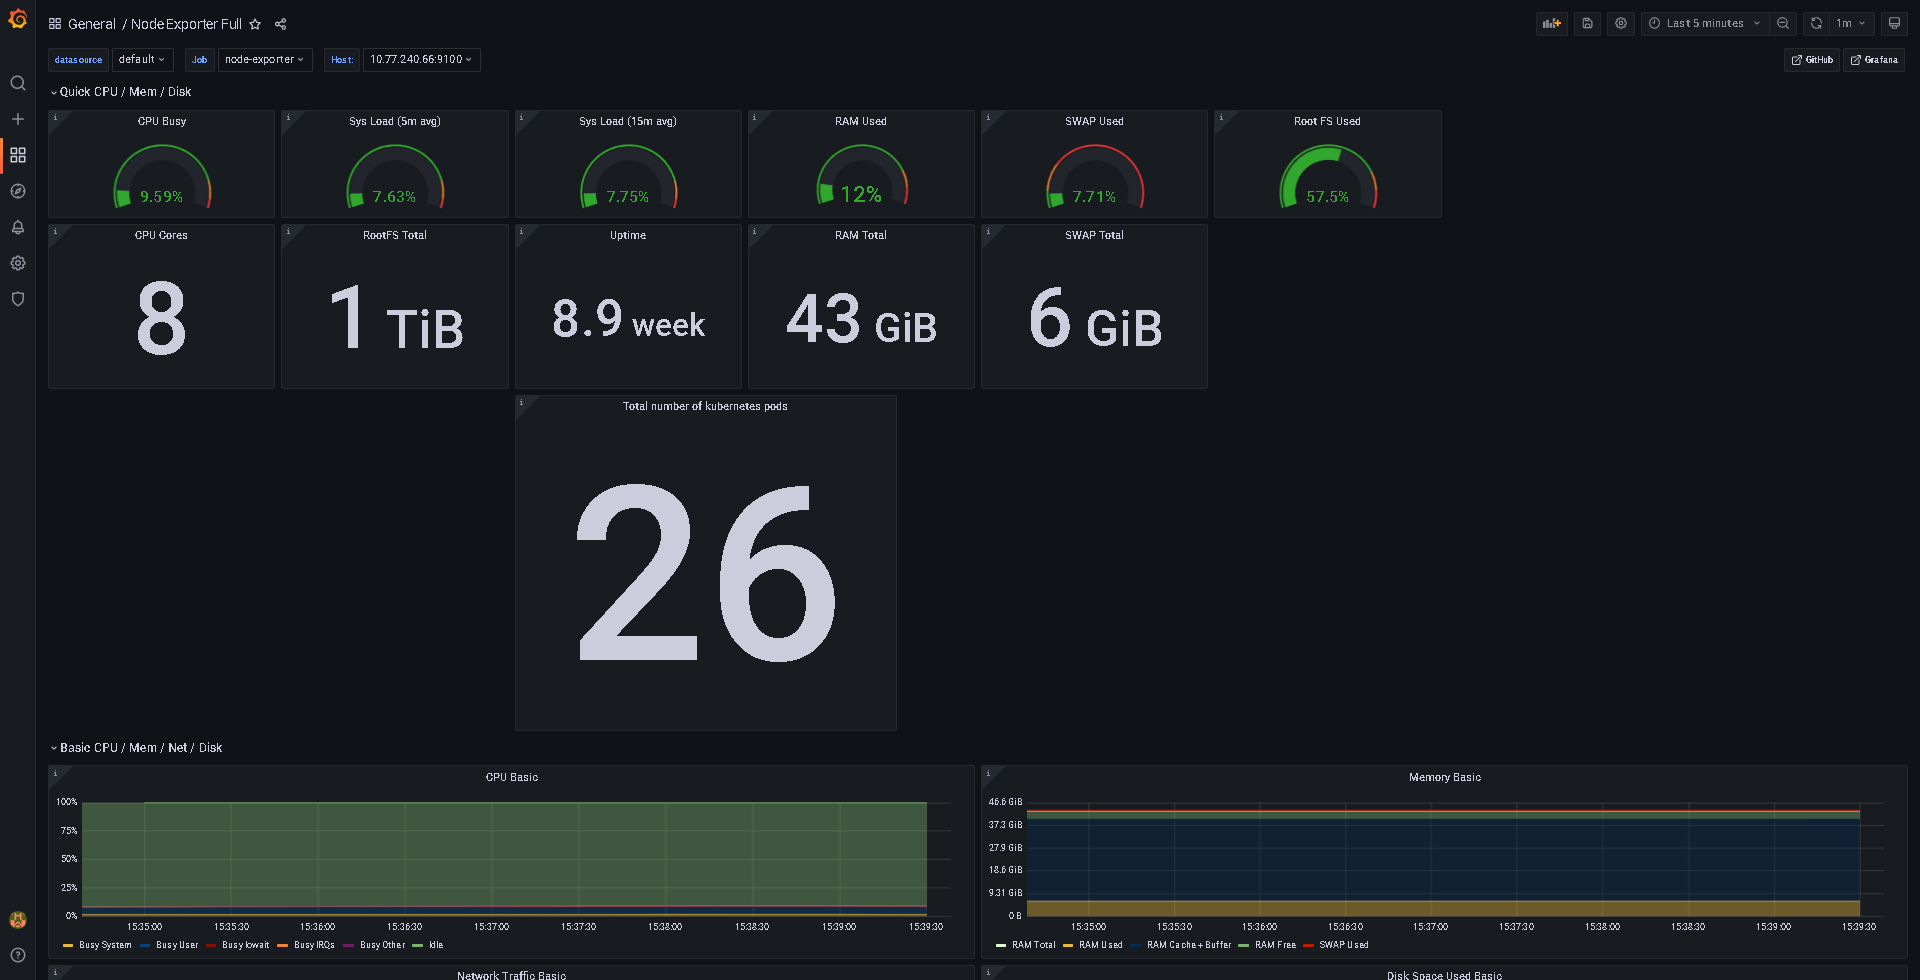 General / Node Exporter Full
Last 5 minutes
1m
datasource default Job node-exporter Host: 10.77.240.66:9100
GitHub Grafana
Quick CPU / Mem / Disk
CPU Busy
9.59%
Sys Load (5m avg)
7.63%
Sys Load (15m avg)
7.75%
RAM Used
12%
SWAP Used
7.71%
Root FS Used
57.5%
CPU Cores
8
RootFS Total
1 TiB
Uptime
8.9 week
RAM Total
43 GiB
SWAP Total
6 GiB
Total number of kubernetes pods
26
Basic CPU / Mem / Net / Disk
CPU Basic
100%
75%
50%
25%
0%
15:35:00 15:35:30 15:36:00 15:36:30 15:37:00 15:37:30 15:38:00 15:38:30 15:39:00 15:39:30
Busy System Busy User Busy Iowait Busy IRQs Busy Other Idle
Memory Basic
46.6 GiB
37.3 GiB
27.9 GiB
18.6 GiB
9.31 GiB
0 B
15:35:00 15:35:30 15:36:00 15:36:30 15:37:00 15:37:30 15:38:00 15:38:30 15:39:00 15:39:30
RAM Total RAM Used RAM Cache + Buffer RAM Free SWAP Used
Network Traffic Basic
Disk Space Used Basic